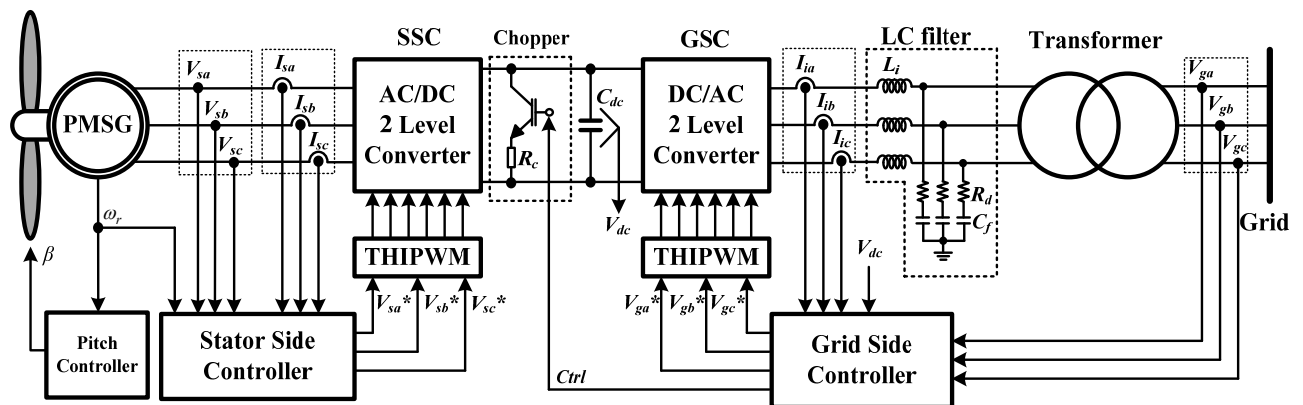 SSC
Chopper
GSC
LC filter
Transformer
PMSG
Vsa
Vsb
Vsc
Isa
Isb
Isc
AC/DC
2 Level
Converter
Rc
Cdc
Vdc
DC/AC
2 Level
Converter
Iia
Iib
Iic
Li
Rd
Cf
Vga
Vgb
Vgc
Grid
ωr
β
THIPWM
THIPWM
Vsa*
Vsb*
Vsc*
Vga*
Vgb*
Vgc*
Vdc
Pitch
Controller
Stator Side
Controller
Ctrl
Grid Side
Controller